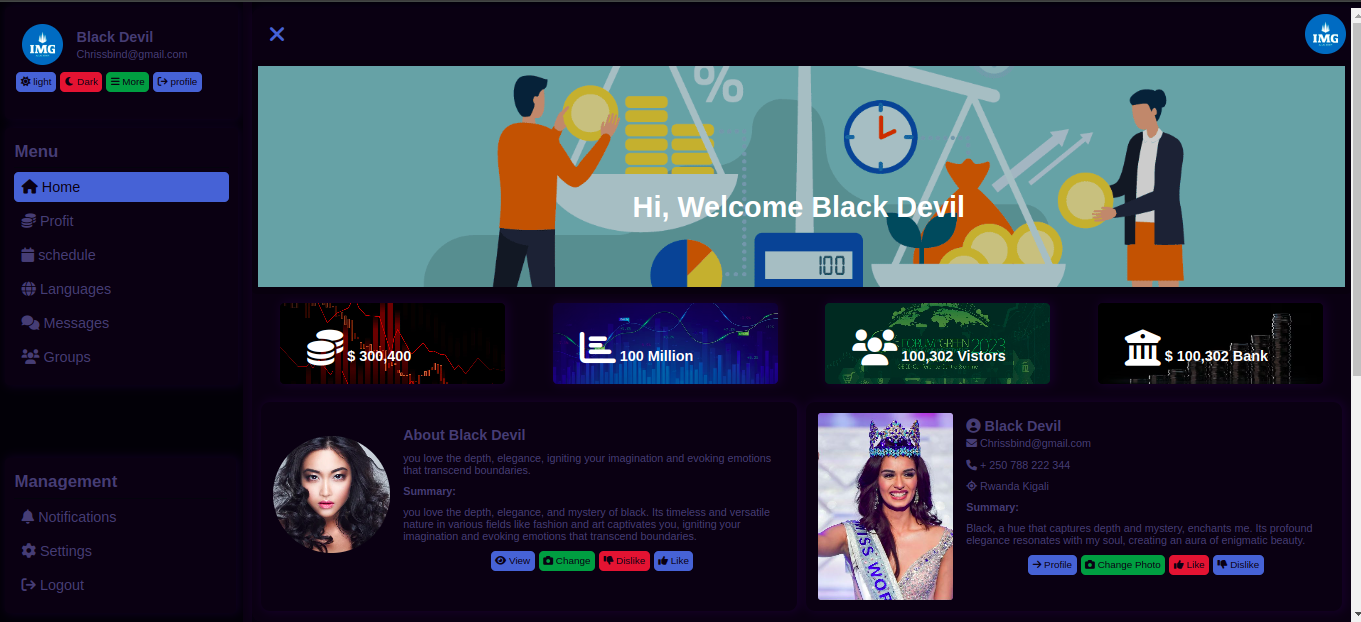 IMG
Black Devil
Chrissbind@gmail.com
light
Dark
More
profile
Menu
Home
Profit
schedule
Languages
Messages
Groups
Management
Notifications
Settings
Logout
IMG
%
100
Hi, Welcome Black Devil
$ 300,400
100 Million
FORUM GREEN 2023
100,302 Vistors
$ 100,302 Bank
About Black Devil
you love the depth, elegance, igniting your imagination and evoking emotions
that transcend boundaries.
Summary:
you love the depth, elegance, and mystery of black. Its timeless and versatile
nature in various fields like fashion and art captivates you, igniting your
imagination and evoking emotions that transcend boundaries.
View
Change
Dislike
Like
MISS WOR
Black Devil
Chrissbind@gmail.com
+ 250 788 222 344
Rwanda Kigali
Summary:
Black, a hue that captures depth and mystery, enchants me. Its profound
elegance resonates with my soul, creating an aura of enigmatic beauty.
Profile
Change Photo
Like
Dislike